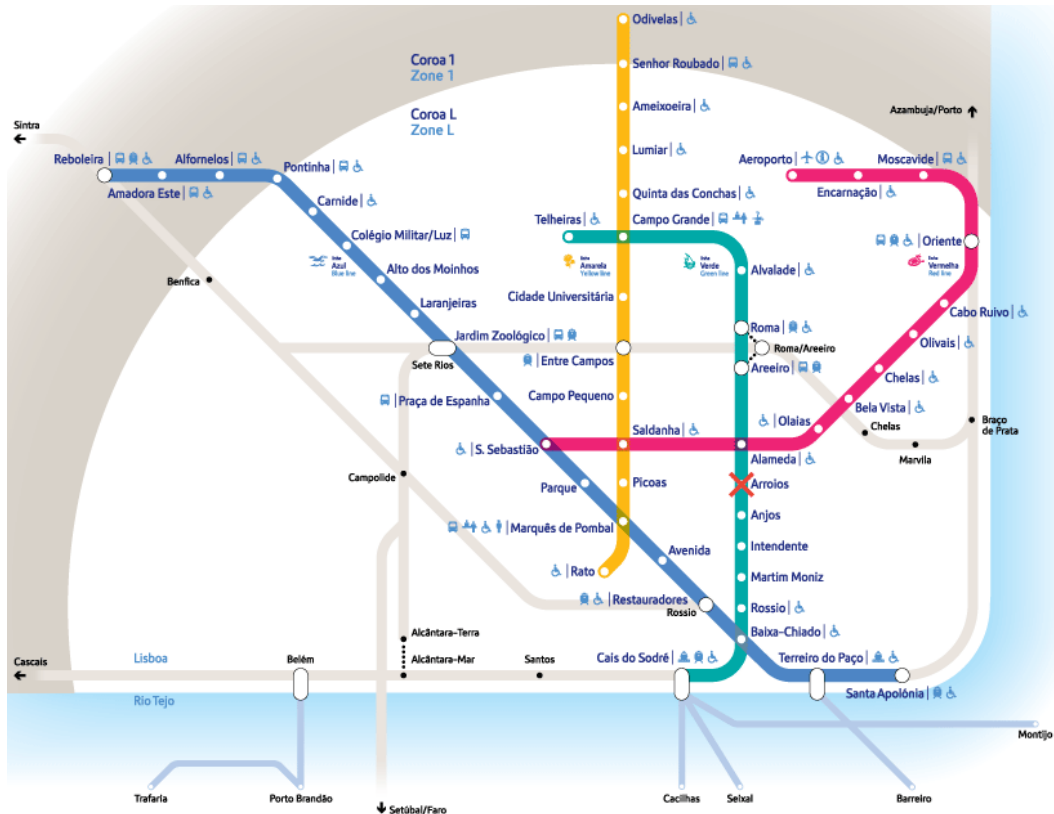 Odivelas
Coroa 1
Zone 1
Senhor Roubado
Coroa L
Zone L
Ameixoeira
Azambuja/Porto
Sintra
Lumiar
Reboleira
Alfornelos
Pontinha
Aeroporto
Moscavide
Amadora Este
Encarnação
Carnide
Quinta das Conchas
Telheiras
Campo Grande
Colégio Militar/Luz
Oriente
linha
Azul
Blue line
linha
Amarela
Yellow line
linha
Verde
Green line
linha
Vermelha
Red line
Alto dos Moinhos
Alvalade
Benfica
Cidade Universitária
Laranjeiras
Cabo Ruivo
Jardim Zoológico
Roma
Roma/Areeiro
Olivais
Sete Rios
Entre Campos
Areeiro
Chelas
Praça de Espanha
Campo Pequeno
Bela Vista
Olaias
Braço
de Prata
Chelas
Saldanha
S. Sebastião
Alameda
Marvila
Campolide
Parque
Picoas
Arroios
Anjos
Marquês de Pombal
Avenida
Intendente
Rato
Martim Moniz
Restauradores
Rossio
Rossio
Alcântara-Terra
Baixa-Chiado
Cascais
Lisboa
Belém
Alcântara-Mar
Santos
Cais do Sodré
Terreiro do Paço
Rio Tejo
Santa Apolónia
Montijo
Trafaria
Porto Brandão
Setúbal/Faro
Cacilhas
Seixal
Barreiro